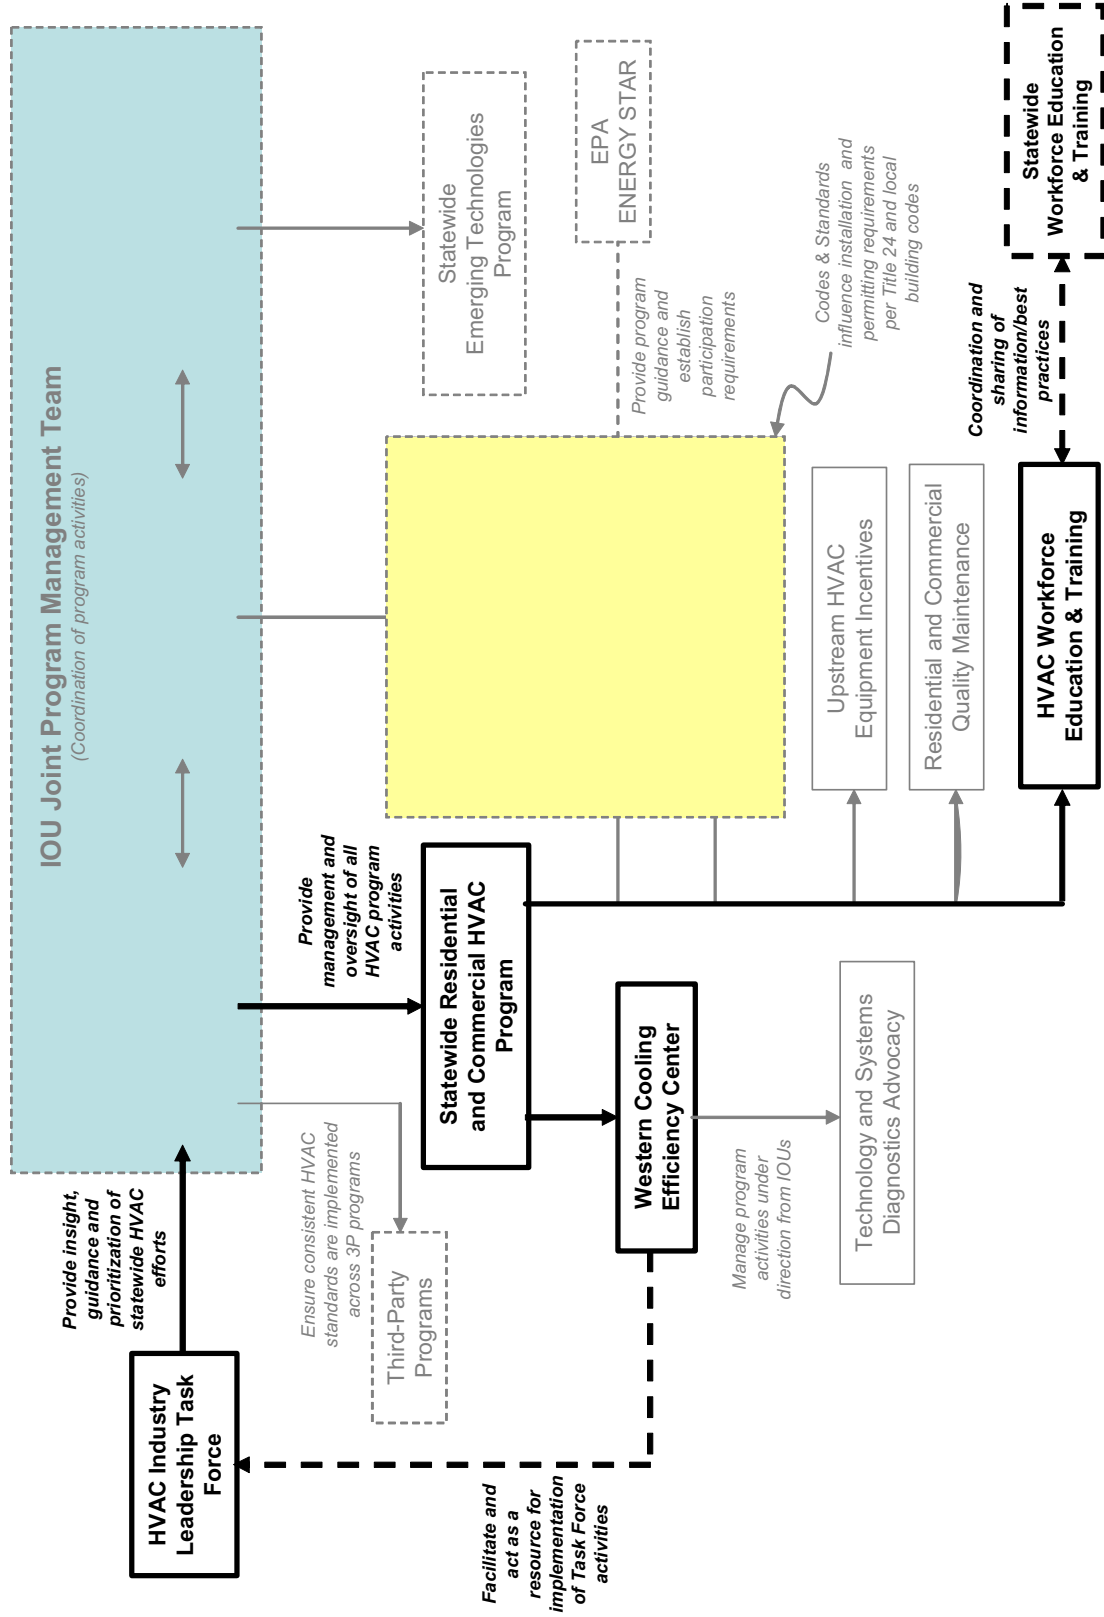 IOU Joint Program Management Team
(Coordination of program activities)
Provide insight,
guidance and
prioritization of
statewide HVAC
efforts
HVAC Industry
Leadership Task
Force
Ensure consistent HVAC
standards are implemented
across 3P programs
Third-Party
Programs
Provide
management and
oversight of all
HVAC program
activities
Statewide Residential
and Commercial HVAC
Program
Statewide
Emerging Technologies
Program
EPA
ENERGY STAR
Provide program
guidance and
establish
participation
requirements
Codes & Standards
influence installation and
permitting requirements
per Title 24 and local
building codes
Facilitate and
act as a
resource for
implementation
of Task Force
activities
Western Cooling
Efficiency Center
Manage program
activities under
direction from IOUs
Technology and Systems
Diagnostics Advocacy
Upstream HVAC
Equipment Incentives
Residential and Commercial
Quality Maintenance
HVAC Workforce
Education & Training
Coordination and
sharing of
information/best
practices
Statewide
Workforce Education
& Training